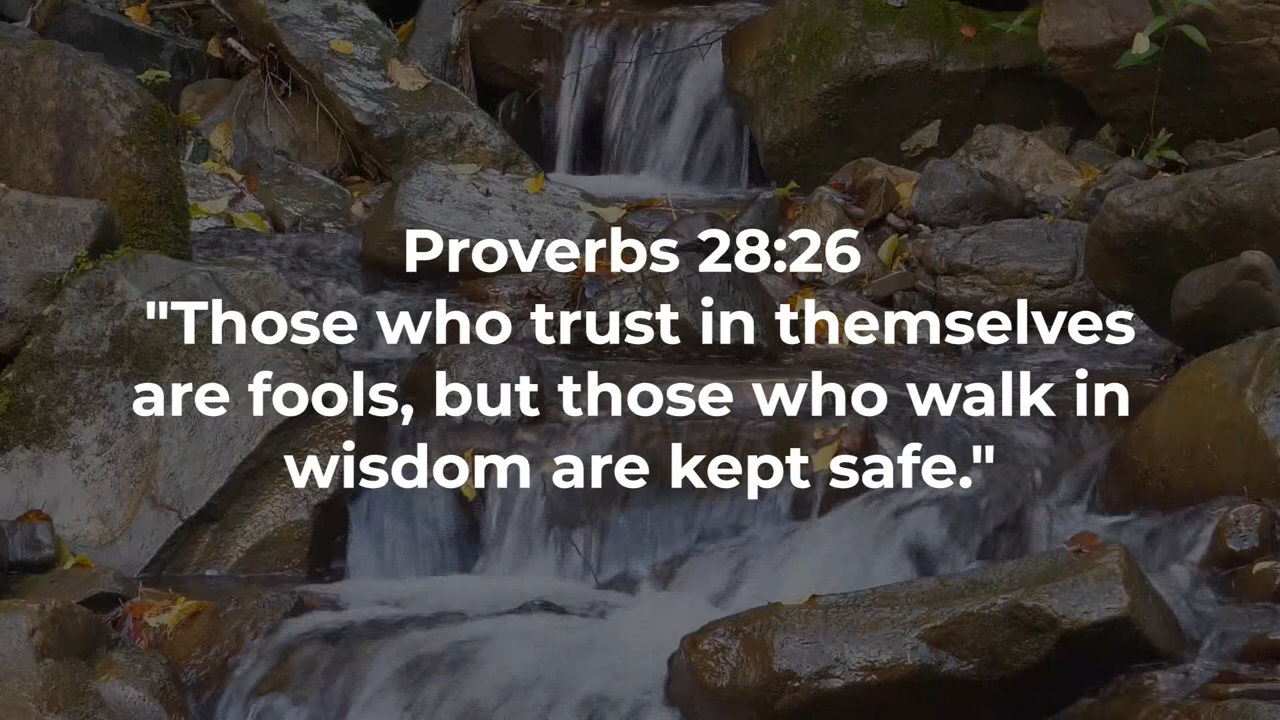 Proverbs 28:26
"Those who trust in themselves
are fools, but those who walk in
wisdom are kept safe."